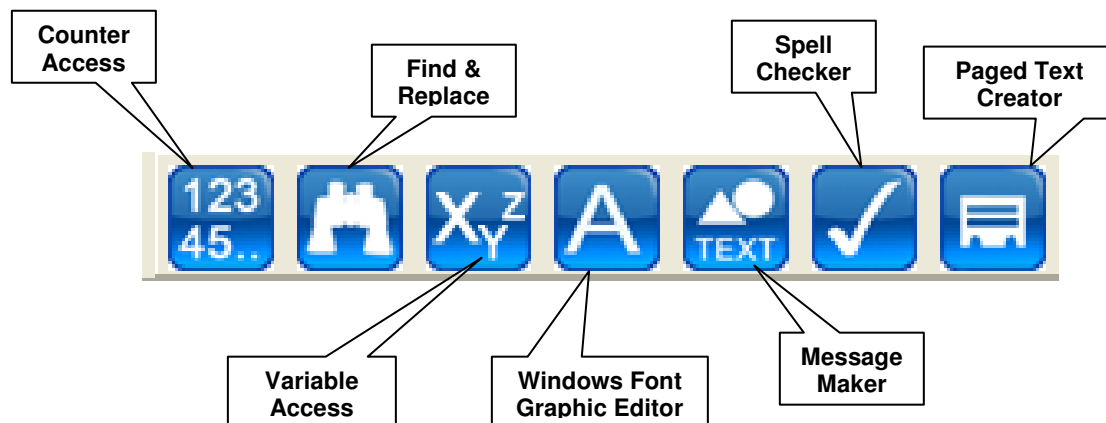 Counter
Access
Find &
Replace
Spell
Checker
Paged Text
Creator
123
45..
X Y Z
A
TEXT
Variable
Access
Windows Font
Graphic Editor
Message
Maker